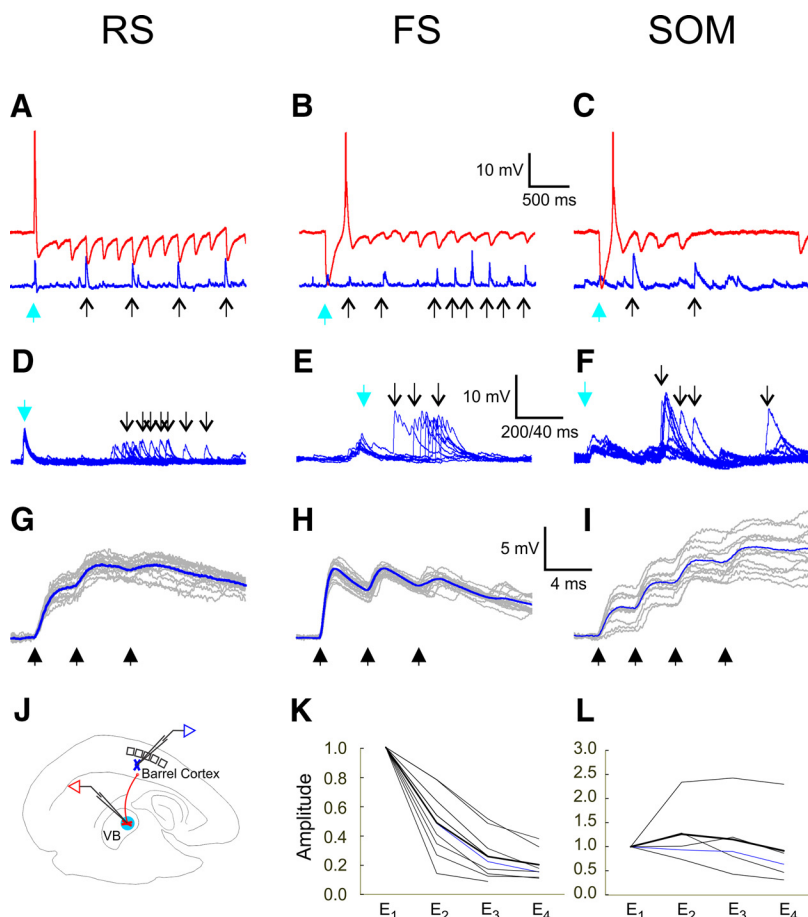 RS FS SOM
A B C
10 mV
500 ms
D E F
10 mV
200/40 ms
G H I
5 mV
4 ms
J K L
Barrel Cortex
VB
Amplitude
1.0
0.8
0.6
0.4
0.2
0.0
E1 E2 E3 E4
3.0
2.5
2.0
1.5
1.0
0.5
0.0
E1 E2 E3 E4